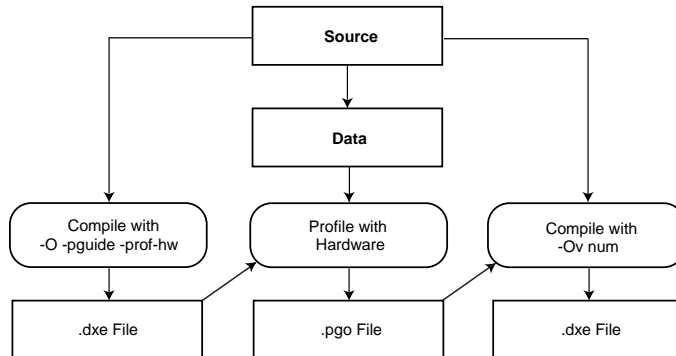 Source
Data
Compile with
-O -pguide -prof-hw
Profile with
Hardware
Compile with
-Ov num
.dxe File
.pgo File
.dxe File